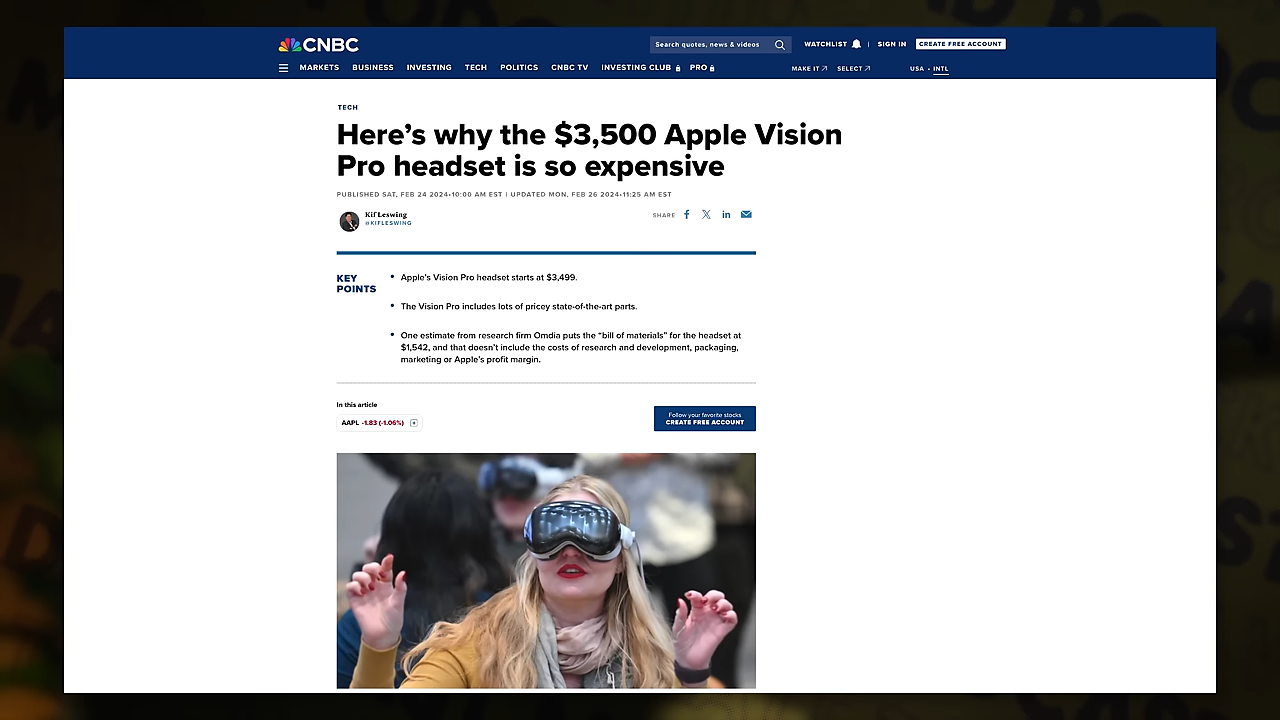 CNBC
Search quotes, news & videos
WATCHLIST | SIGN IN CREATE FREE ACCOUNT
MARKETS BUSINESS INVESTING TECH POLITICS CNBC TV INVESTING CLUB PRO MAKE IT SELECT USA • INTL
TECH
Here’s why the $3,500 Apple Vision
Pro headset is so expensive
PUBLISHED SAT, FEB 24 2024•10:00 AM EST | UPDATED MON, FEB 26 2024•11:25 AM EST
Kif Leswing
@KIFLESWING
SHARE
KEY
POINTS
• Apple’s Vision Pro headset starts at $3,499.
• The Vision Pro includes lots of pricey state-of-the-art parts.
• One estimate from research firm Omdia puts the “bill of materials” for the headset at
$1,542, and that doesn’t include the costs of research and development, packaging,
marketing or Apple’s profit margin.
In this article
AAPL -1.83 (-1.06%) +
Follow your favorite stocks
CREATE FREE ACCOUNT